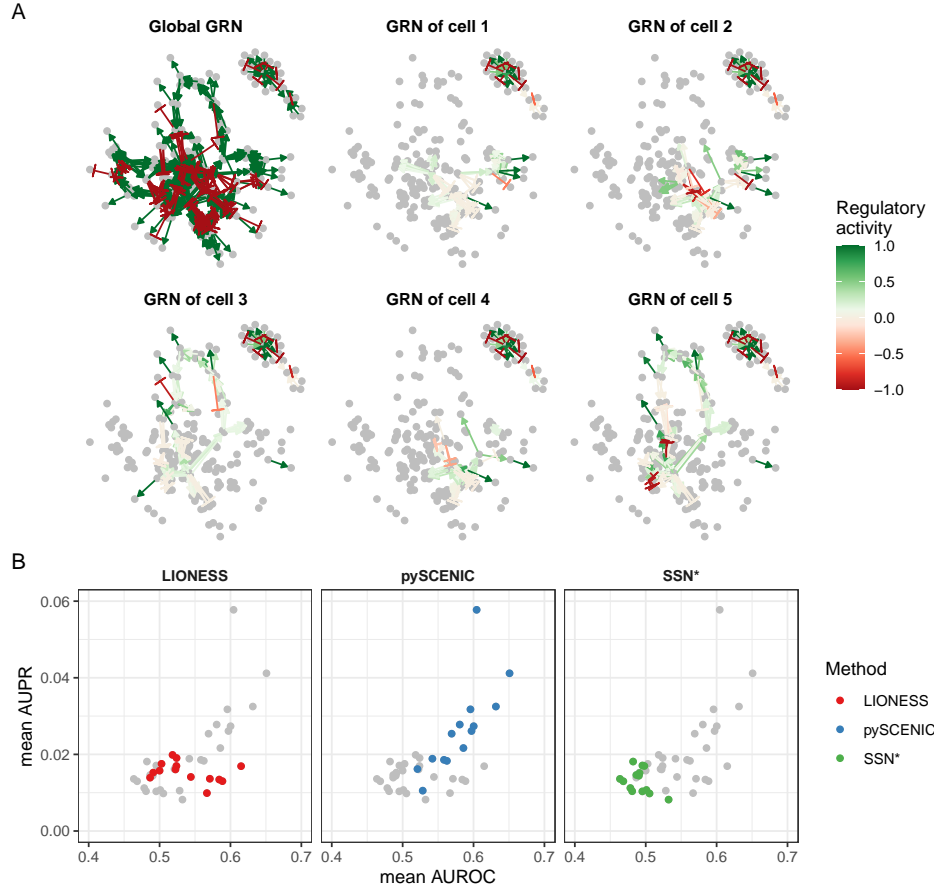 A
Global GRN
GRN of cell 1
GRN of cell 2
GRN of cell 3
GRN of cell 4
GRN of cell 5
Regulatory
activity
1.0
0.5
0.0
−0.5
−1.0
B
LIONESS
pySCENIC
SSN*
mean AUPR
0.06
0.04
0.02
0.00
0.4 0.5 0.6 0.7
0.4 0.5 0.6 0.7
0.4 0.5 0.6 0.7
mean AUROC
Method
LIONESS
pySCENIC
SSN*